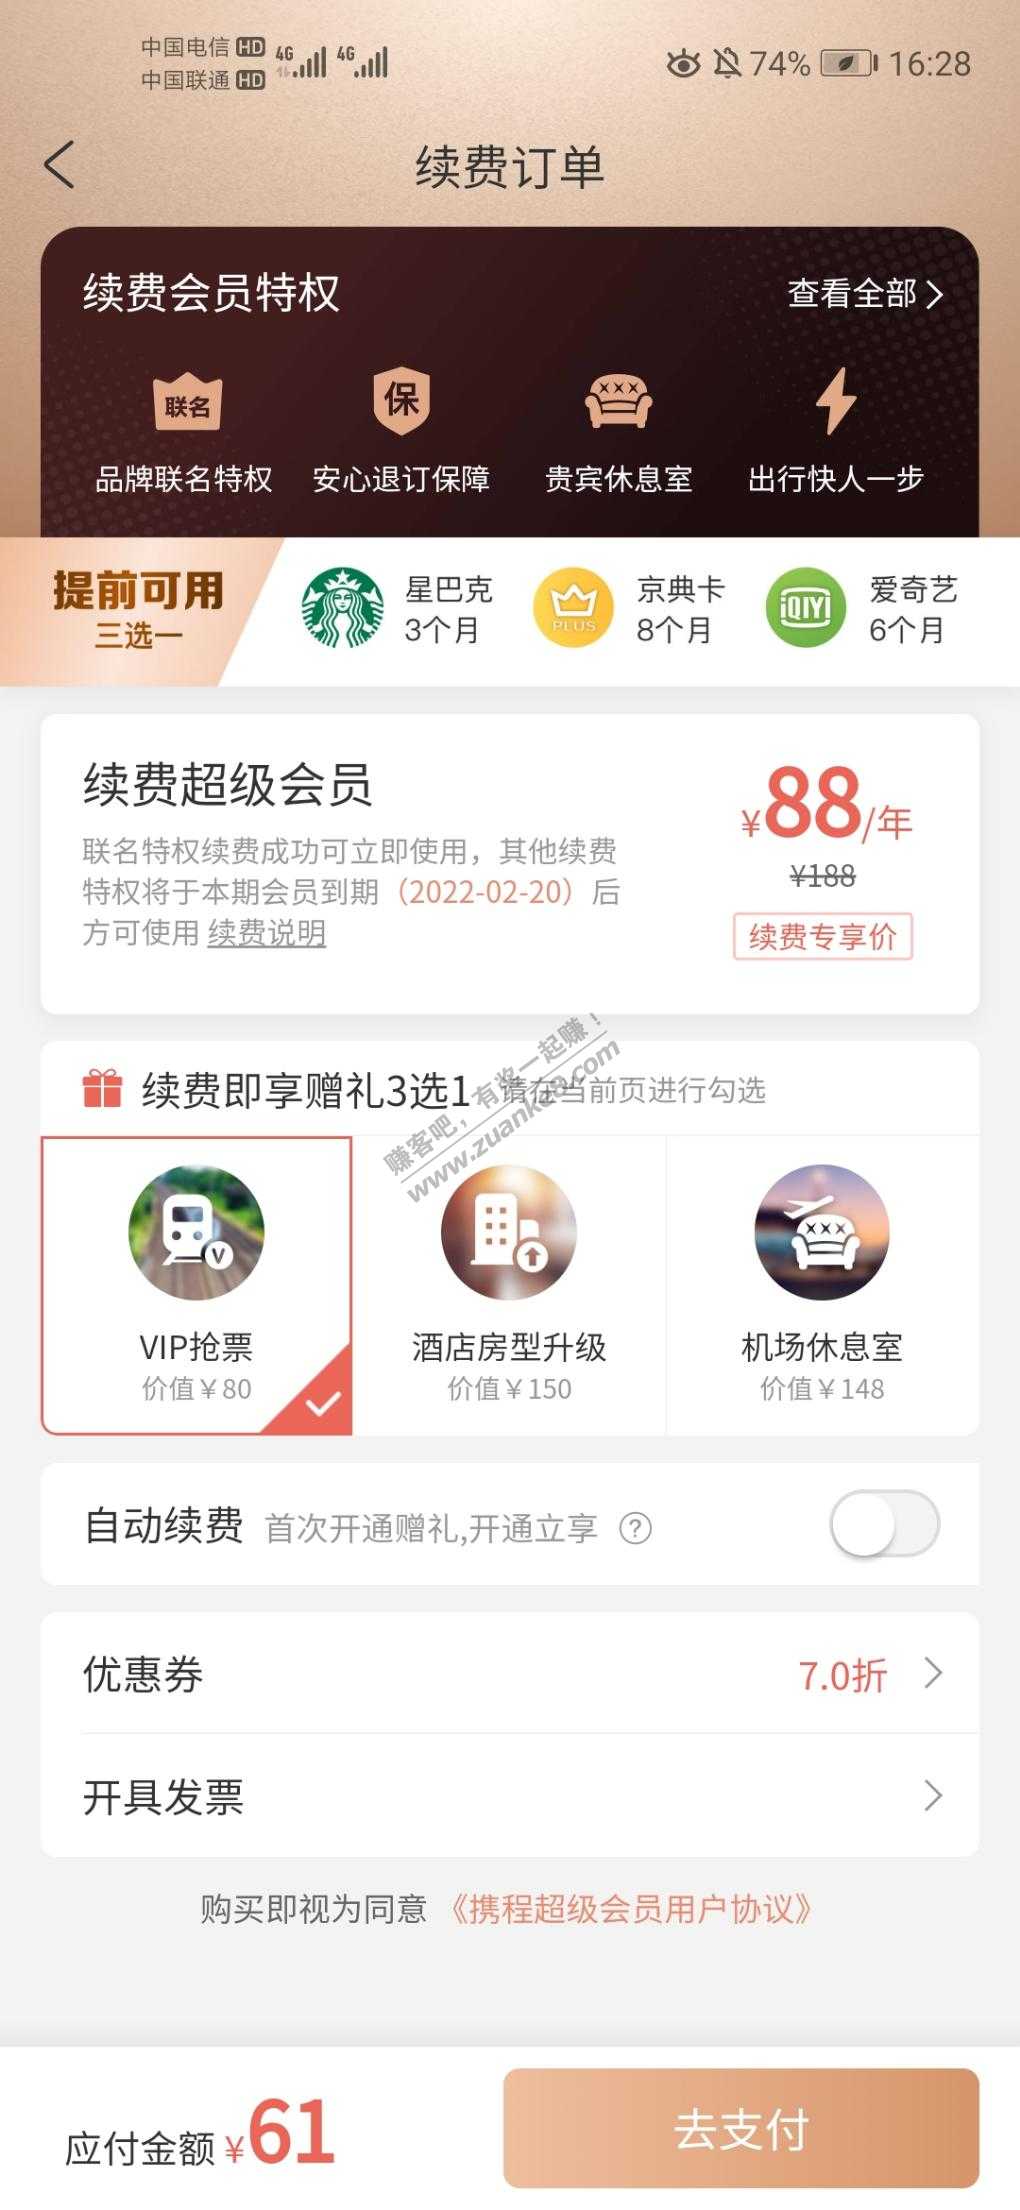 中国电信 HD 4G 4G 74% 16:28
中国联通 HD
续费订单
续费会员特权 查看全部
联名 保
品牌联名特权 安心退订保障 贵宾休息室 出行快人一步
提前可用
三选一
星巴克
3个月
PLUS
京典卡
8个月
iQIYI
爱奇艺
6个月
续费超级会员
联名特权续费成功可立即使用，其他续费
特权将于本期会员到期（2022-02-20）后
方可使用 续费说明
¥88/年
¥188
续费专享价
赚客吧，有奖一起赚！
www.zuanke8.com
续费即享赠礼3选1 请在当前页进行勾选
V
VIP抢票
价值￥80
酒店房型升级
价值￥150
机场休息室
价值￥148
自动续费 首次开通赠礼,开通立享 ?
优惠券 7.0折
开具发票
购买即视为同意 《携程超级会员用户协议》
应付金额 ¥61
去支付